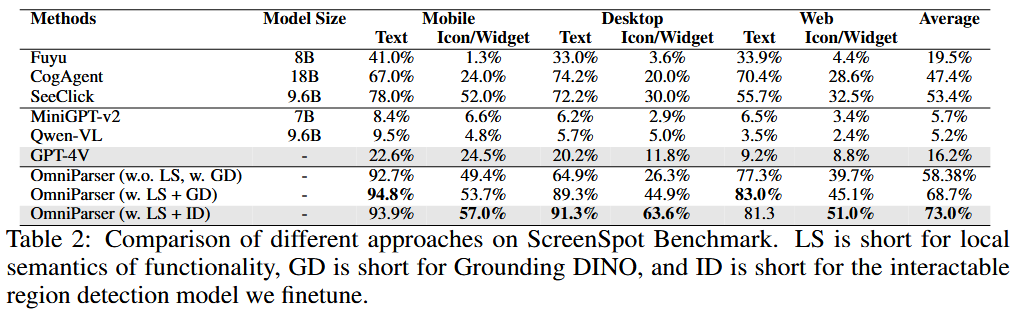 Methods Model Size Mobile Desktop Web Average
Text Icon/Widget Text Icon/Widget Text Icon/Widget
Fuyu 8B 41.0% 1.3% 33.0% 3.6% 33.9% 4.4% 19.5%
CogAgent 18B 67.0% 24.0% 74.2% 20.0% 70.4% 28.6% 47.4%
SeeClick 9.6B 78.0% 52.0% 72.2% 30.0% 55.7% 32.5% 53.4%
MiniGPT-v2 7B 8.4% 6.6% 6.2% 2.9% 6.5% 3.4% 5.7%
Qwen-VL 9.6B 9.5% 4.8% 5.7% 5.0% 3.5% 2.4% 5.2%
GPT-4V - 22.6% 24.5% 20.2% 11.8% 9.2% 8.8% 16.2%
OmniParser (w.o. LS, w. GD) - 92.7% 49.4% 64.9% 26.3% 77.3% 39.7% 58.38%
OmniParser (w. LS + GD) - 94.8% 53.7% 89.3% 44.9% 83.0% 45.1% 68.7%
OmniParser (w. LS + ID) - 93.9% 57.0% 91.3% 63.6% 81.3 51.0% 73.0%
Table 2: Comparison of different approaches on ScreenSpot Benchmark. LS is short for local
semantics of functionality, GD is short for Grounding DINO, and ID is short for the interactable
region detection model we finetune.